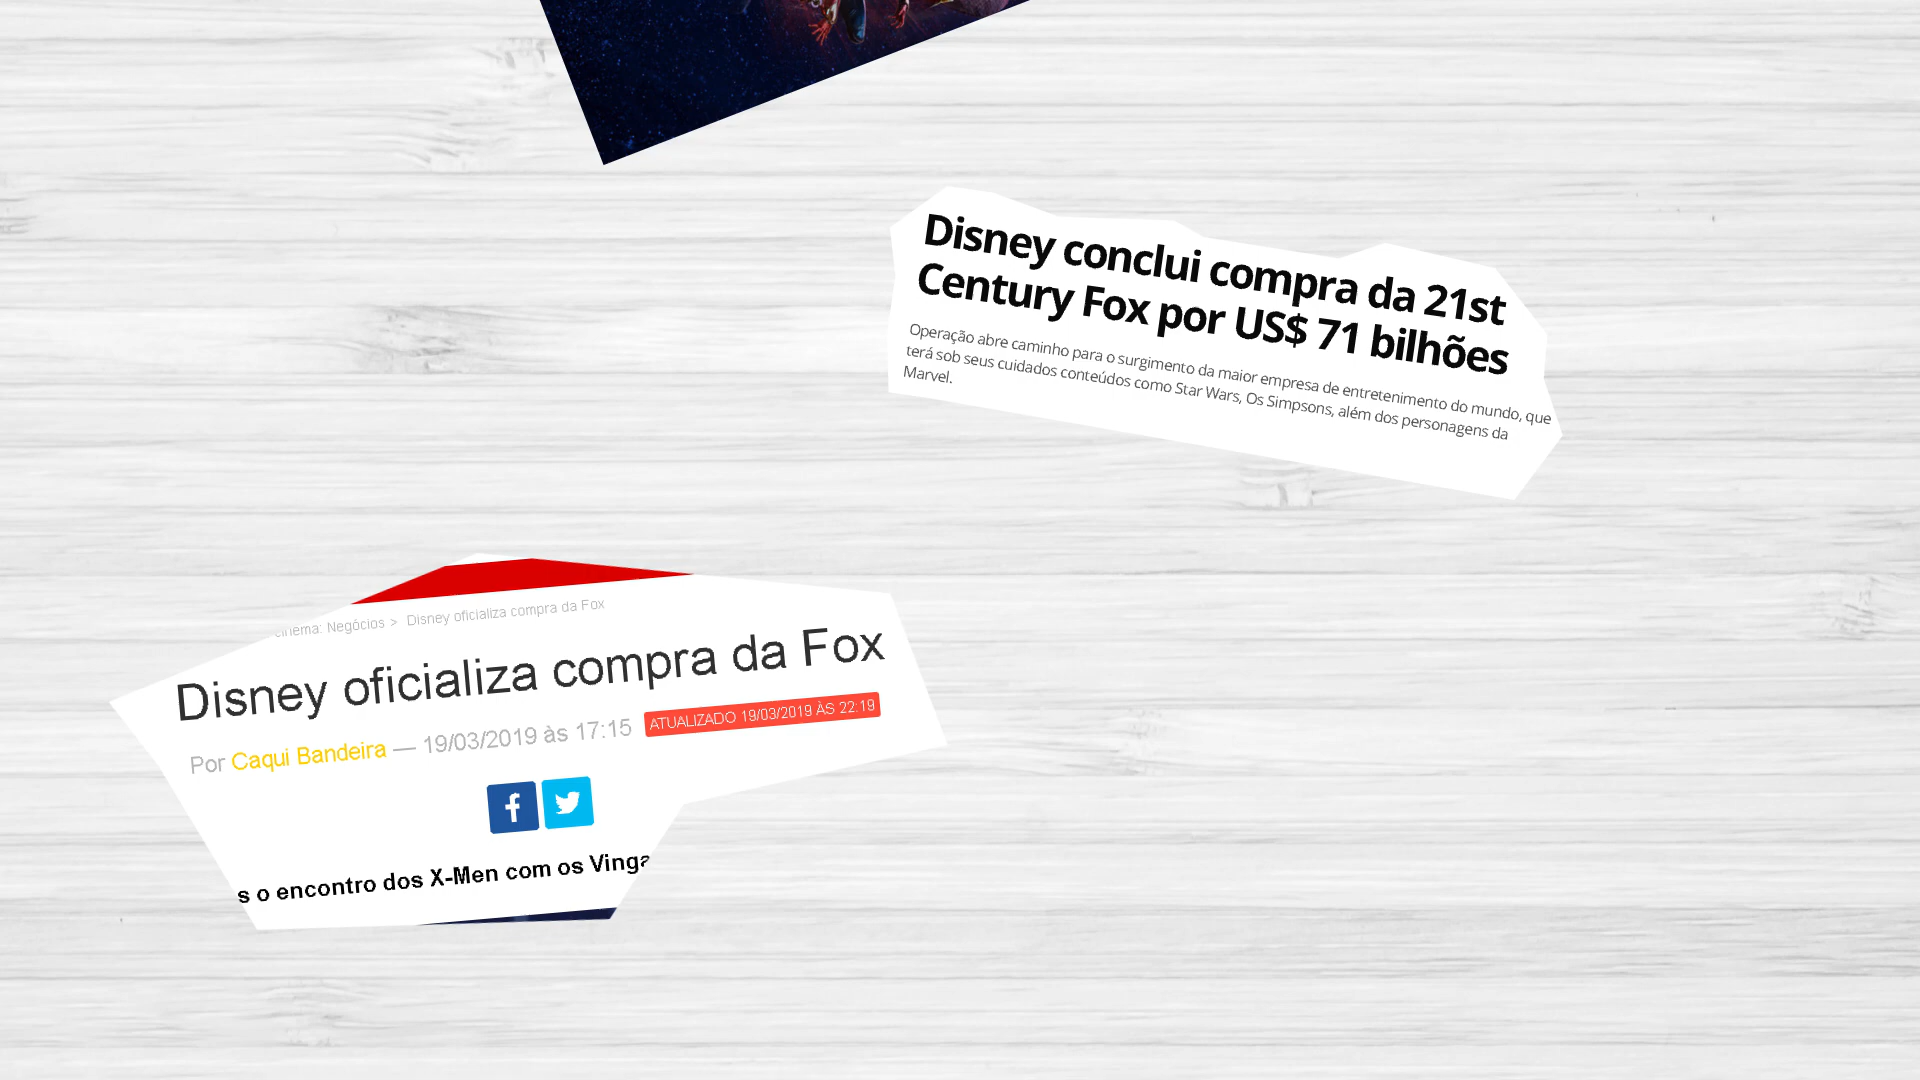 Disney conclui compra da 21st
Century Fox por US$ 71 bilhões
Operação abre caminho para o surgimento da maior empresa de entretenimento do mundo, que
terá sob seus cuidados conteúdos como Star Wars, Os Simpsons, além dos personagens da
Marvel.
cinema: Negócios > Disney oficializa compra da Fox
Disney oficializa compra da Fox
Por Caqui Bandeira — 19/03/2019 às 17:15 ATUALIZADO 19/03/2019 ÀS 22:19
s o encontro dos X-Men com os Vinga